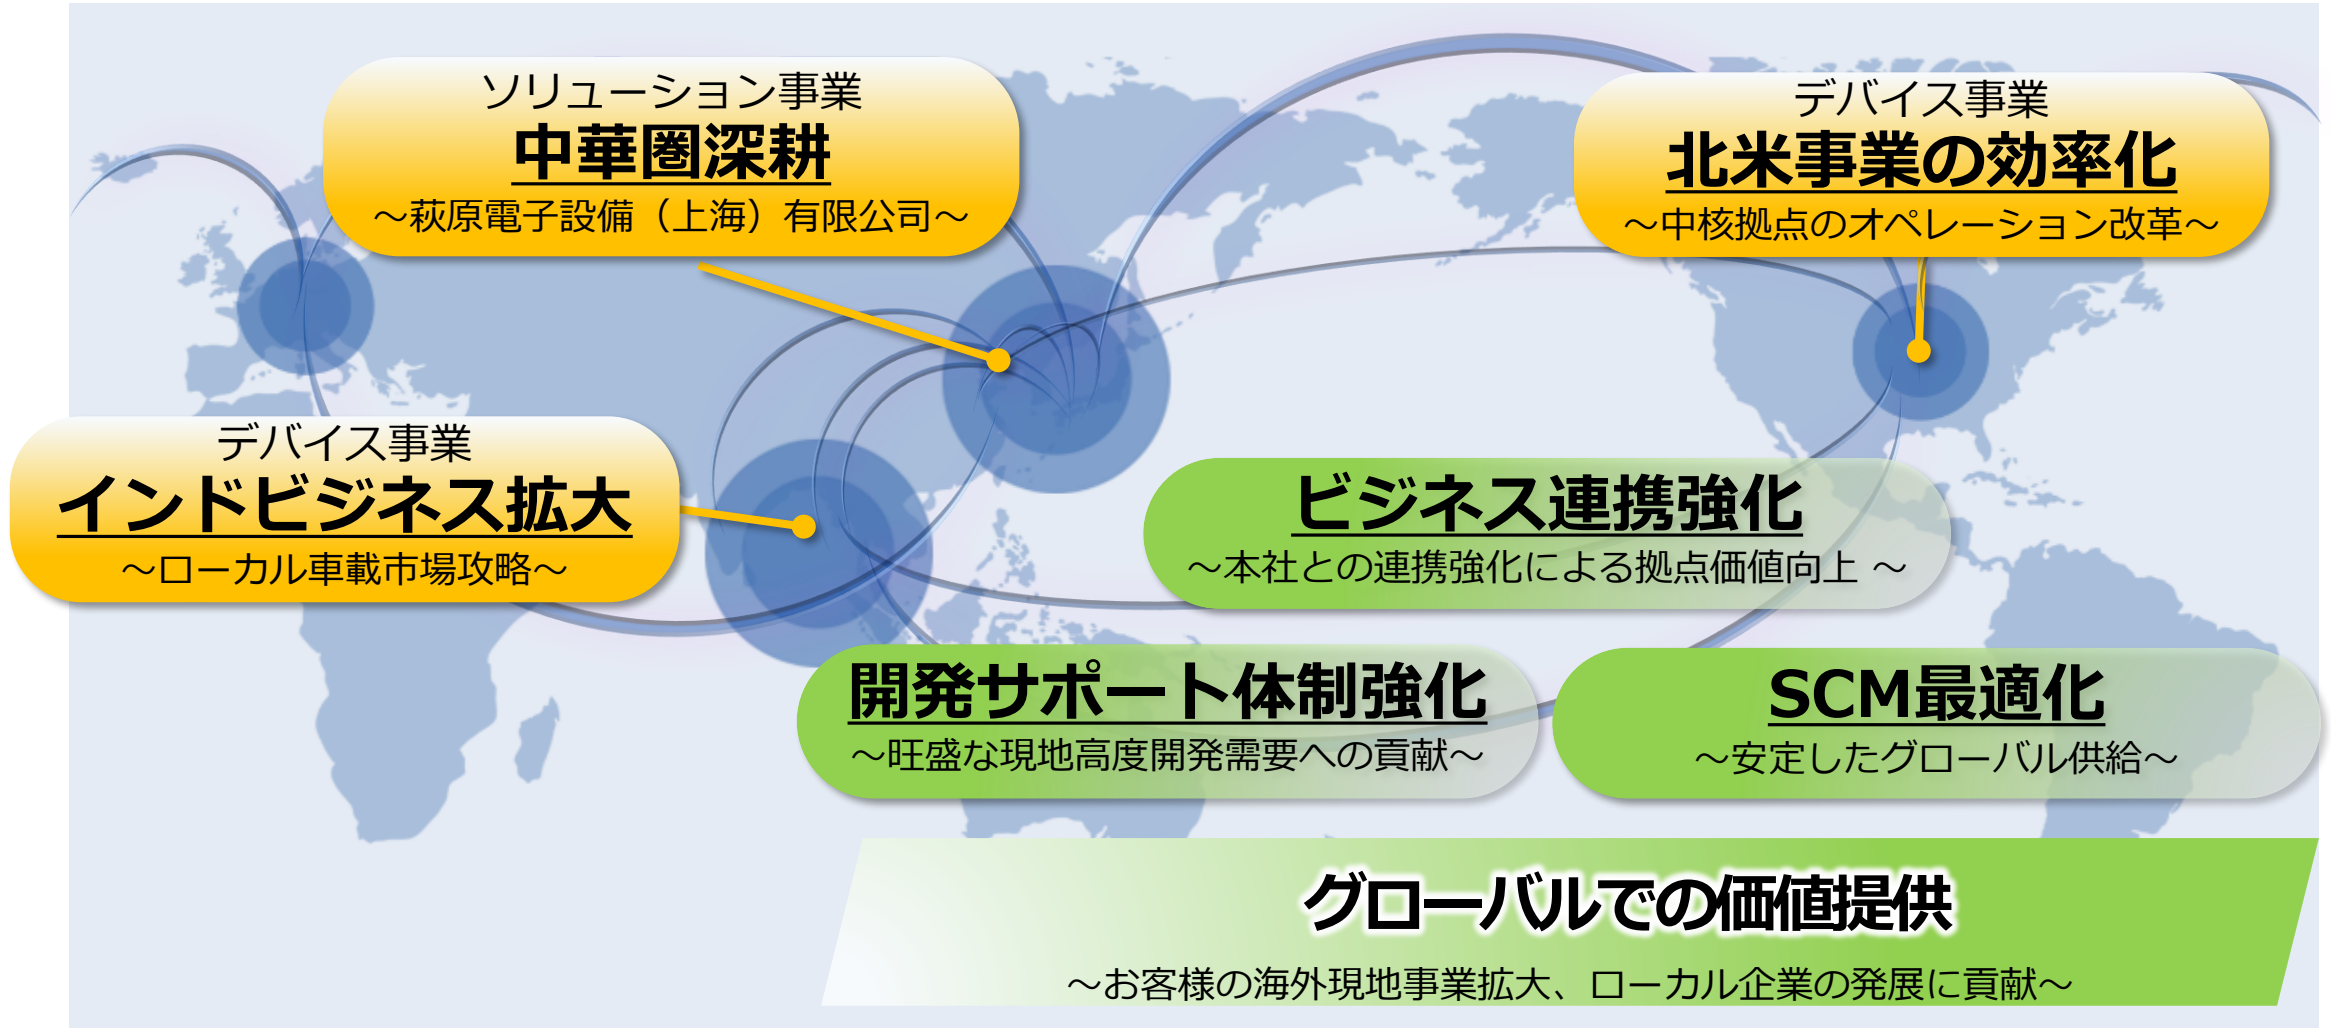 ソリューション事業
中華圏深耕
～萩原電子設備（上海）有限公司～
デバイス事業
北米事業の効率化
～中核拠点のオペレーション改革～
デバイス事業
インドビジネス拡大
～ローカル車載市場攻略～
ビジネス連携強化
～本社との連携強化による拠点価値向上 ～
開発サポート体制強化
～旺盛な現地高度開発需要への貢献～
SCM最適化
～安定したグローバル供給～
グローバルでの価値提供
～お客様の海外現地事業拡大、ローカル企業の発展に貢献～